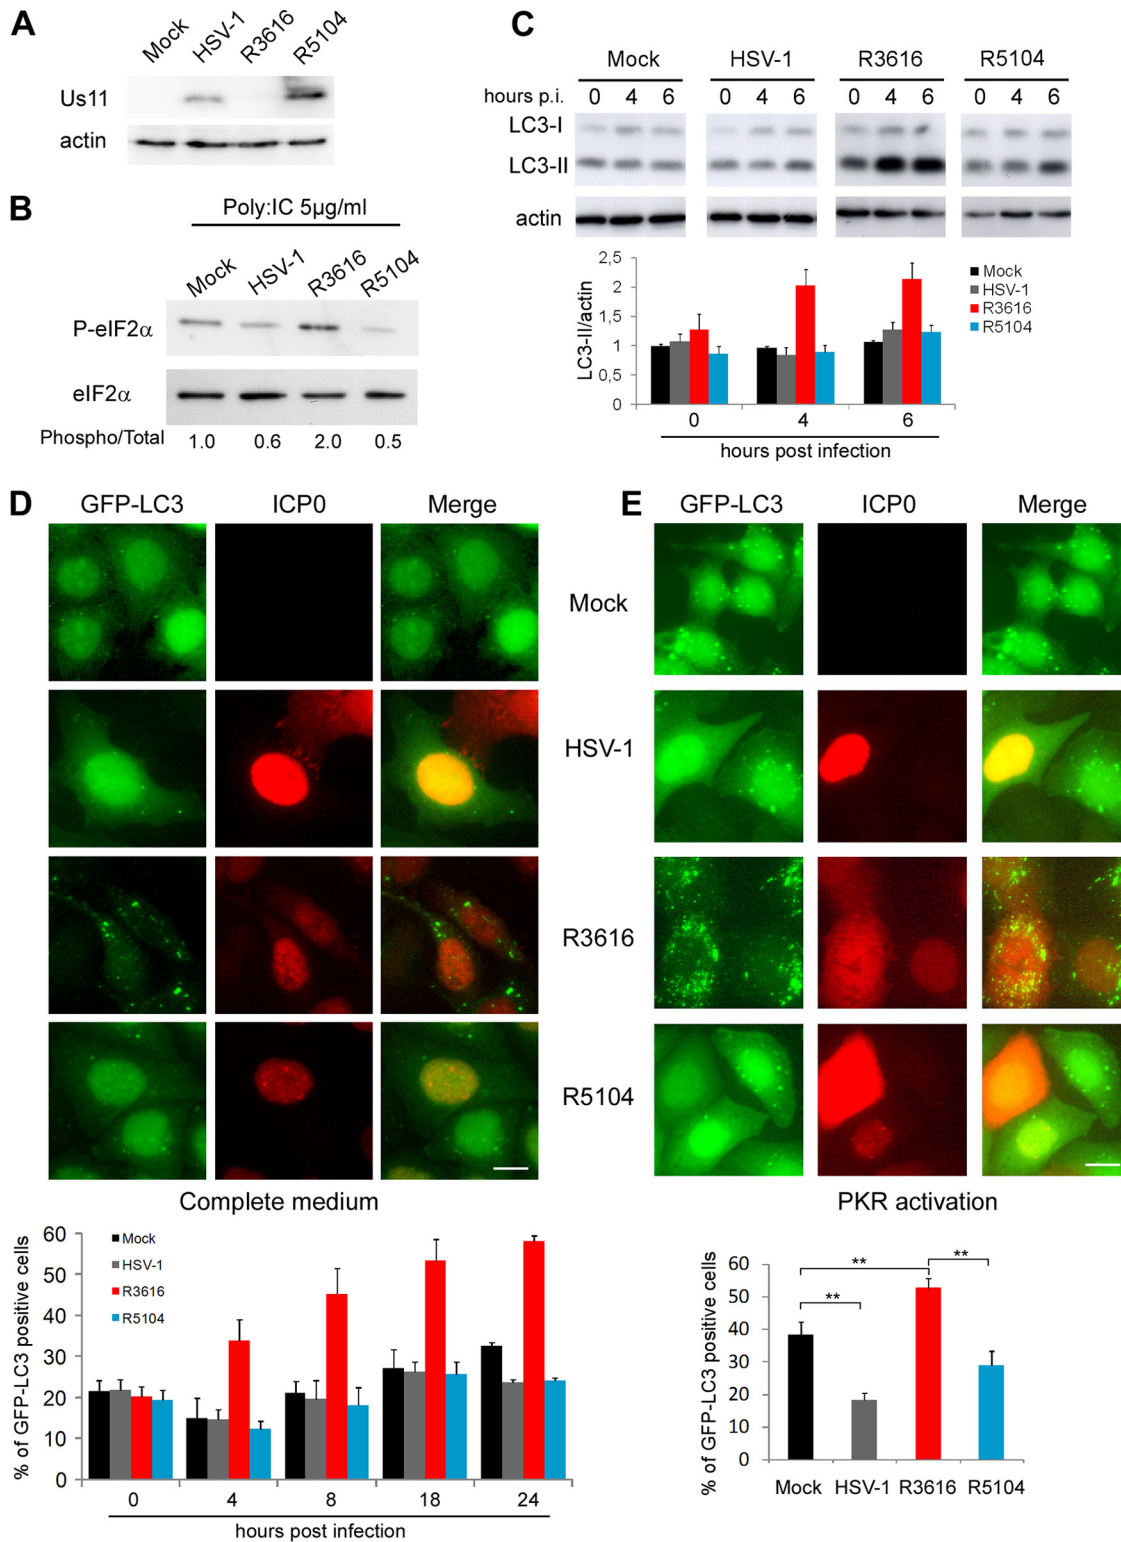 A
Mock
HSV-1
R3616
R5104
Us11
actin
B
Poly:IC 5µg/ml
Mock
HSV-1
R3616
R5104
P-eIF2α
eIF2α
Phospho/Total 1.0 0.6 2.0 0.5
C
Mock HSV-1 R3616 R5104
hours p.i. 0 4 6 0 4 6 0 4 6 0 4 6
LC3-I
LC3-II
actin
LC3-II/actin
2,5
2
1,5
1
0,5
0
Mock
HSV-1
R3616
R5104
0 4 6
hours post infection
D
GFP-LC3 ICP0 Merge
E
GFP-LC3 ICP0 Merge
Mock
HSV-1
R3616
R5104
Complete medium
% of GFP-LC3 positive cells
60
50
40
30
20
10
0
Mock
HSV-1
R3616
R5104
0 4 8 18 24
hours post infection
PKR activation
% of GFP-LC3 positive cells
60
50
40
30
20
10
0
**
**
**
Mock HSV-1 R3616 R5104